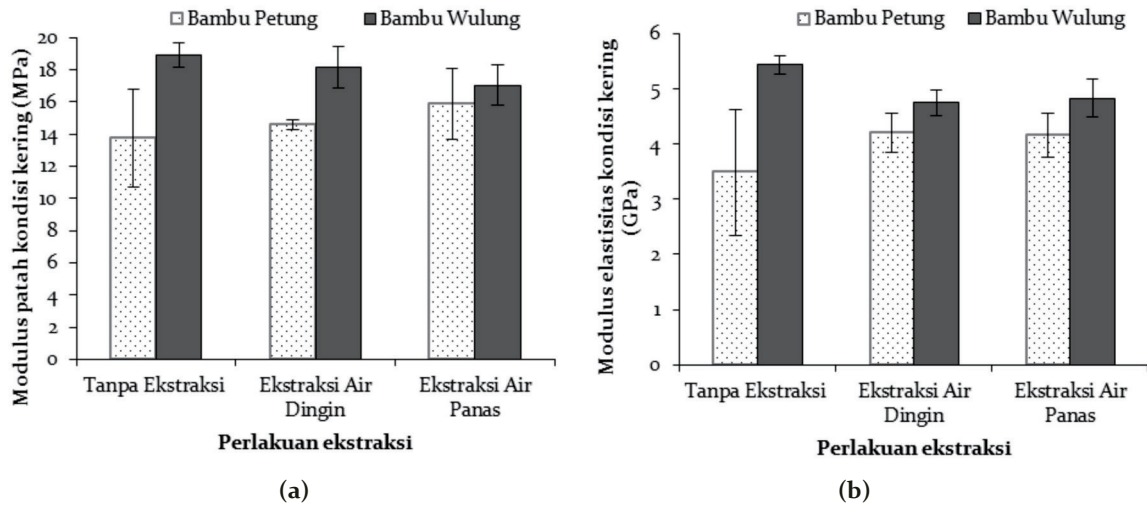 Bambu Petung Bambu Wulung
Modulus patah kondisi kering (MPa)
20
18
16
14
12
10
8
6
4
2
0
Tanpa Ekstraksi
Ekstraksi Air
Dingin
Ekstraksi Air
Panas
Perlakuan ekstraksi
(a)
Bambu Petung Bambu Wulung
Modulus elastisitas kondisi kering
(GPa)
6
5
4
3
2
1
0
Tanpa Ekstraksi
Ekstraksi Air
Dingin
Ekstraksi Air
Panas
Perlakuan ekstraksi
(b)